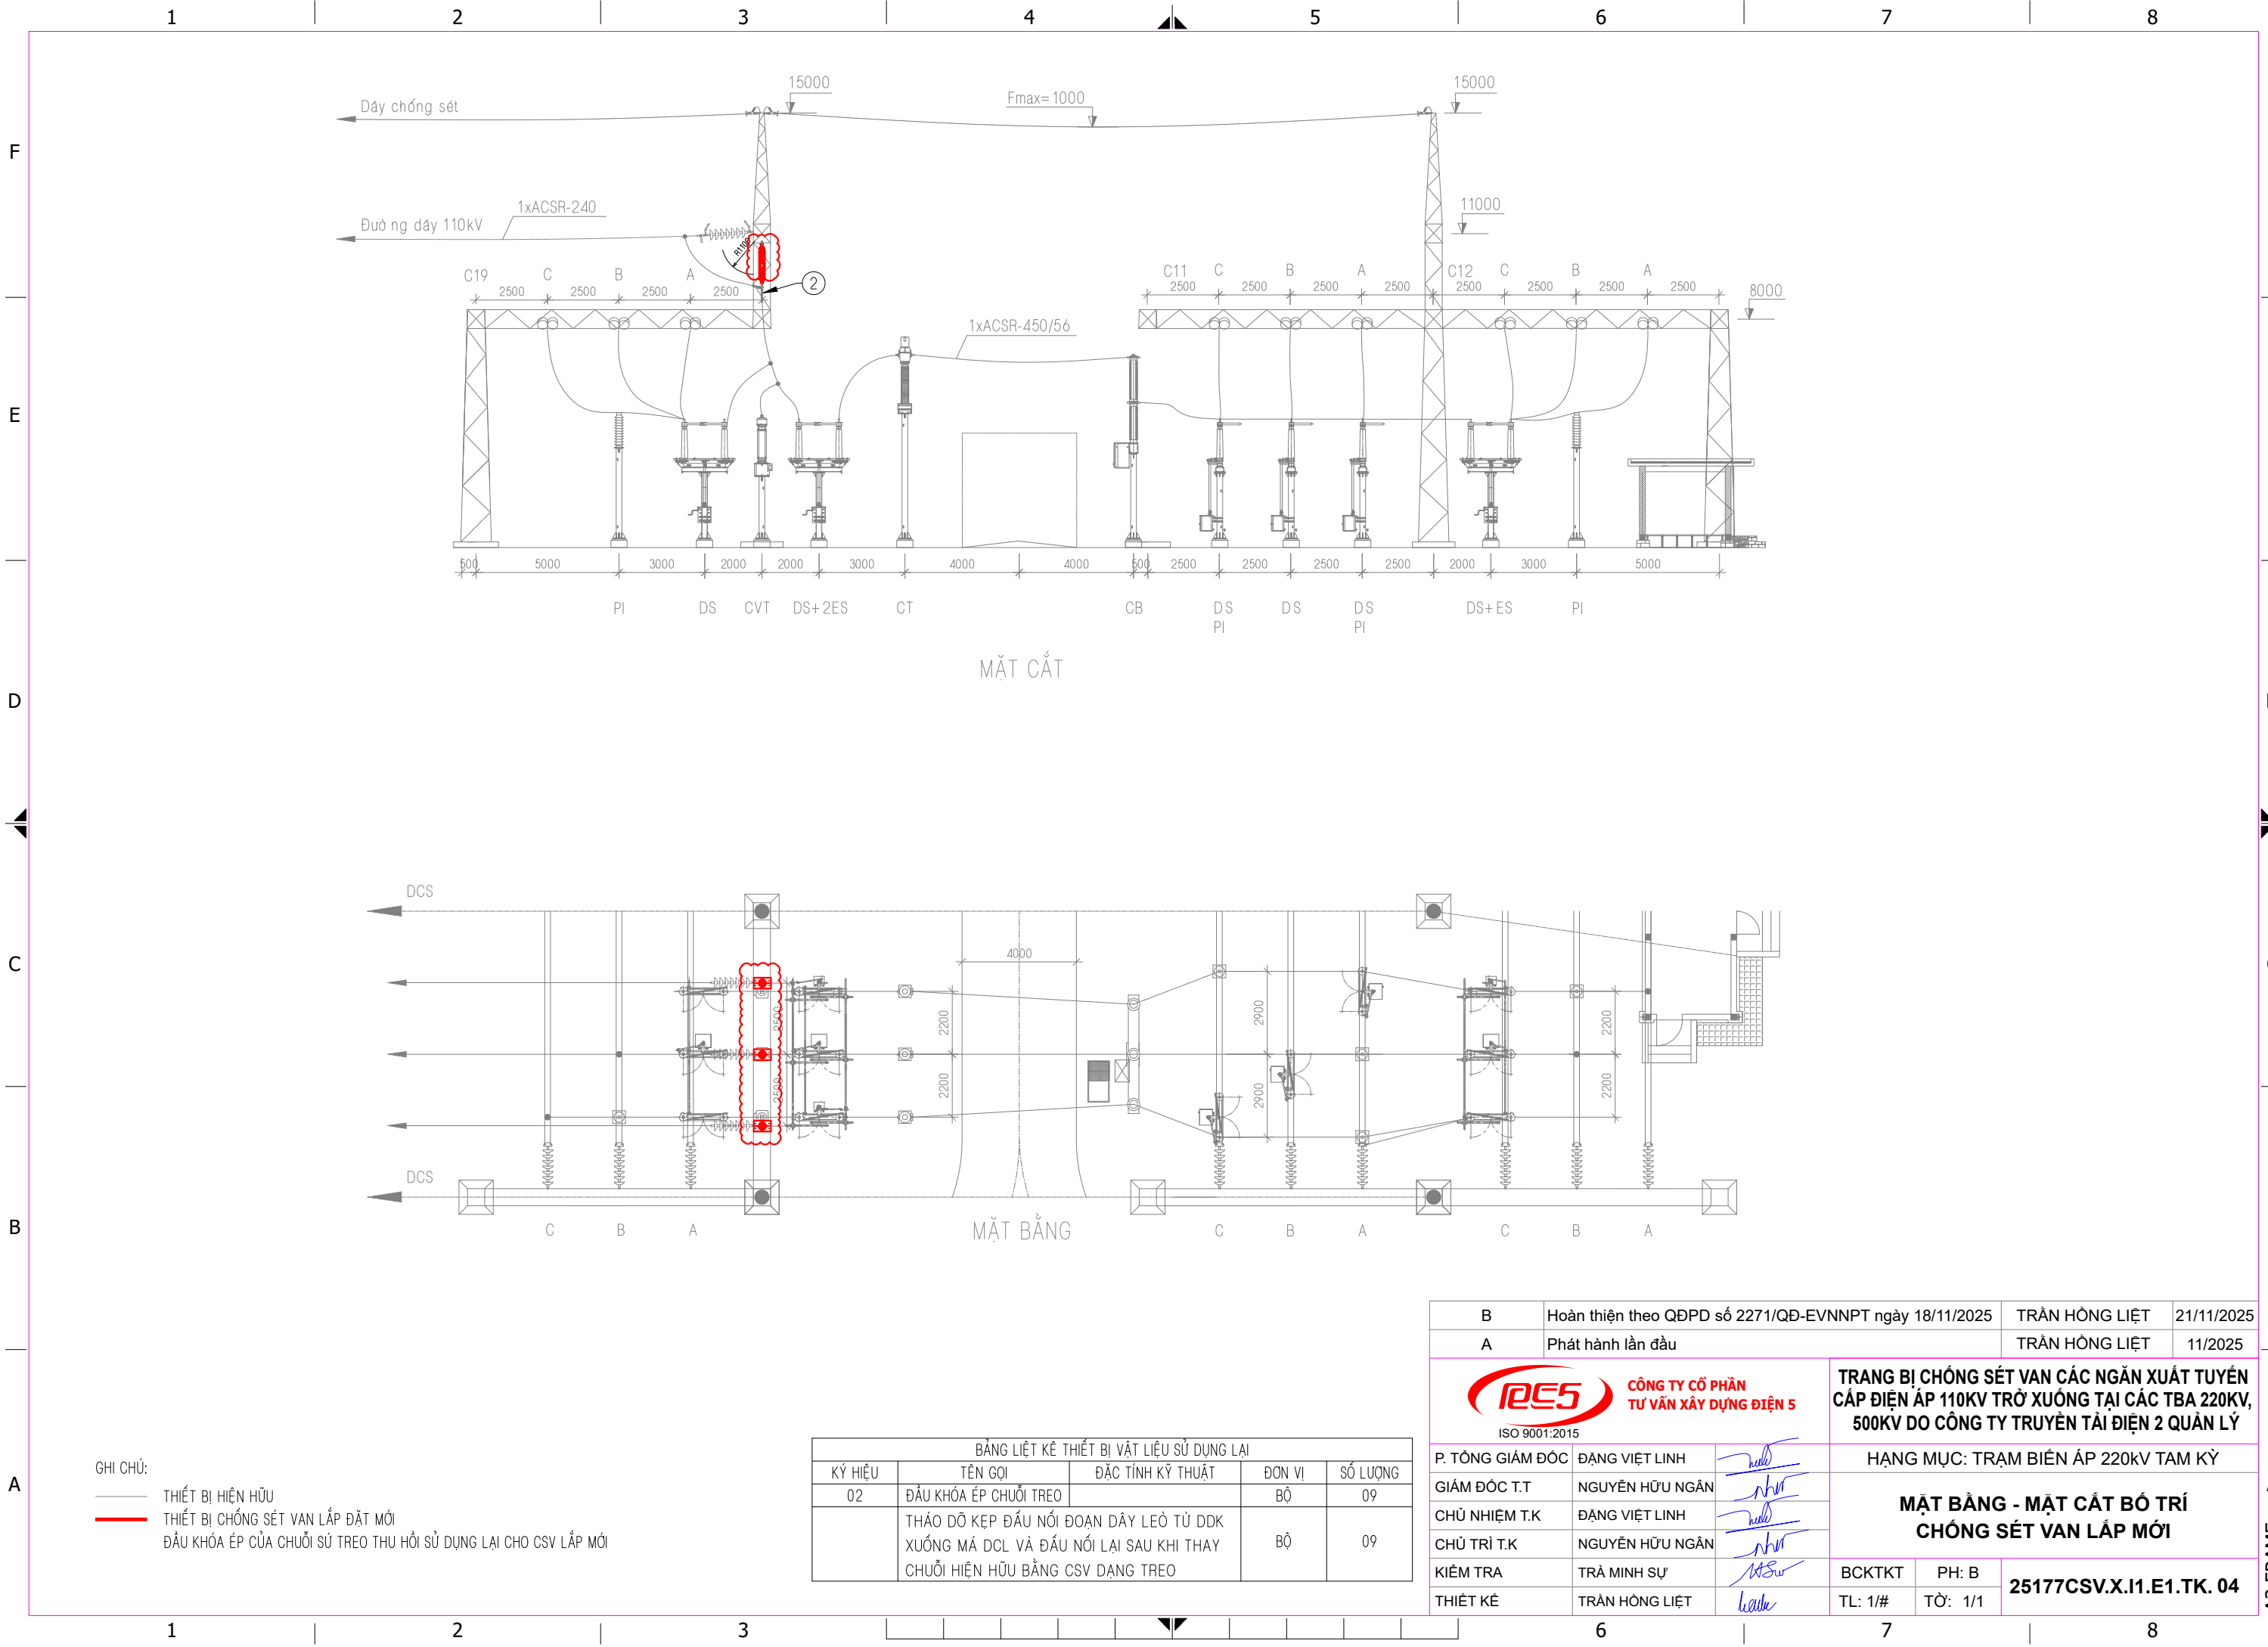 1 2 3 4 5 6 7 8
F
E
D
C
B
A
15000
15000
Dây chống sét
Fmax=1000
1xACSR-240
Đường dây 110kV
11000
R1100
2
C19 C B A
2500 2500 2500 2500
C11 C B A C12 C B A
2500 2500 2500 2500 2500 2500 2500 2500
8000
1xACSR-450/56
500 5000 3000 2000 2000 3000 4000 4000 500 2500 2500 2500 2500 2000 3000 5000
PI DS CVT DS+2ES CT CB DS DS DS DS+ES PI
PI PI
MẶT CẮT
DCS
4000
2500 2200 2900 2200
2500 2200 2900 2200
DCS
C B A C B A C B A
MẶT BẰNG
GHI CHÚ:
THIẾT BỊ HIỆN HỮU
THIẾT BỊ CHỐNG SÉT VAN LẮP ĐẶT MỚI
ĐẦU KHÓA ÉP CỦA CHUỖI SỨ TREO THU HỒI SỬ DỤNG LẠI CHO CSV LẮP MỚI
BẢNG LIỆT KÊ THIẾT BỊ VẬT LIỆU SỬ DỤNG LẠI
KÝ HIỆU TÊN GỌI ĐẶC TÍNH KỸ THUẬT ĐƠN VỊ SỐ LƯỢNG
02 ĐẦU KHÓA ÉP CHUỖI TREO BỘ 09
THÁO DỠ KẸP ĐẤU NỐI ĐOẠN DÂY LEÒ TỪ DDK
XUỐNG MÁ DCL VÀ ĐẤU NỐI LẠI SAU KHI THAY BỘ 09
CHUỖI HIỆN HỮU BẰNG CSV DẠNG TREO
B Hoàn thiện theo QĐPD số 2271/QĐ-EVNNPT ngày 18/11/2025 TRẦN HỒNG LIỆT 21/11/2025
A Phát hành lần đầu TRẦN HỒNG LIỆT 11/2025
PEC5
ISO 9001:2015
CÔNG TY CỔ PHẦN
TƯ VẤN XÂY DỰNG ĐIỆN 5
TRANG BỊ CHỐNG SÉT VAN CÁC NGĂN XUẤT TUYẾN
CẤP ĐIỆN ÁP 110KV TRỞ XUỐNG TẠI CÁC TBA 220KV,
500KV DO CÔNG TY TRUYỀN TẢI ĐIỆN 2 QUẢN LÝ
P. TỔNG GIÁM ĐỐC ĐẶNG VIỆT LINH
GIÁM ĐỐC T.T NGUYỄN HỮU NGÂN
CHỦ NHIỆM T.K ĐẶNG VIỆT LINH
CHỦ TRÌ T.K NGUYỄN HỮU NGÂN
KIỂM TRA TRÀ MINH SỰ
THIẾT KẾ TRẦN HỒNG LIỆT
HẠNG MỤC: TRẠM BIẾN ÁP 220kV TAM KỲ
MẶT BẰNG - MẶT CẮT BỐ TRÍ
CHỐNG SÉT VAN LẮP MỚI
BCKTKT PH: B
TL: 1/# TỜ: 1/1
25177CSV.X.I1.E1.TK. 04
1 2 3 6 7 8